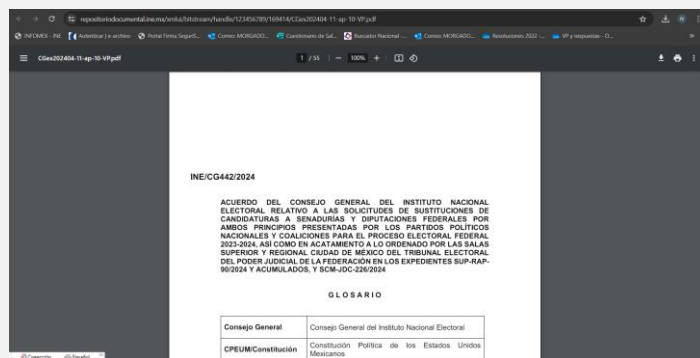 repositoriodocumental.ine.mx/xmlui/bitstream/handle/123456789/169414/CGex202404-11-ap-10-VP.pdf
INFOMEX - INE
Portal Firma SegurS...
Correo: MORGADO...
Cuestionario de Sat...
Buscador Nacional -...
Correo: MORGADO...
Resoluciones 2022 -...
VP y respuestas - O...
CGex202404-11-ap-10-VP.pdf
1 / 55
100%
INE/CG442/2024
ACUERDO DEL CONSEJO GENERAL DEL INSTITUTO NACIONAL
ELECTORAL RELATIVO A LAS SOLICITUDES DE SUSTITUCIONES DE
CANDIDATURAS A SENADURÍAS Y DIPUTACIONES FEDERALES POR
AMBOS PRINCIPIOS PRESENTADAS POR LOS PARTIDOS POLÍTICOS
NACIONALES Y COALICIONES PARA EL PROCESO ELECTORAL FEDERAL
2023-2024, ASÍ COMO EN ACATAMIENTO A LO ORDENADO POR LAS SALAS
SUPERIOR Y REGIONAL CIUDAD DE MÉXICO DEL TRIBUNAL ELECTORAL
DEL PODER JUDICIAL DE LA FEDERACIÓN EN LOS EXPEDIENTES SUP-RAP-
90/2024 Y ACUMULADOS, Y SCM-JDC-226/2024
GLOSARIO
Consejo General
Consejo General del Instituto Nacional Electoral
CPEUM/Constitución
Constitución Política de los Estados Unidos
Mexicanos